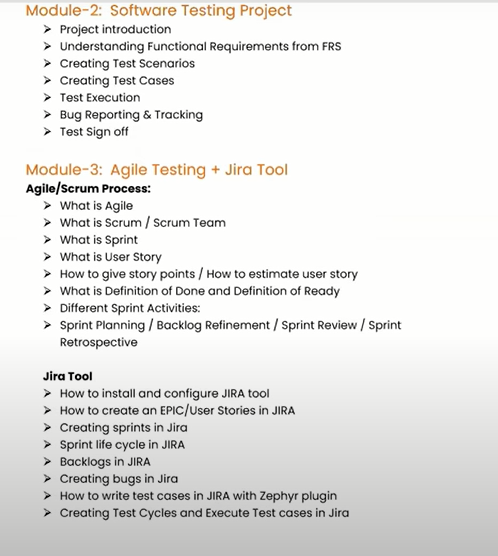 Module-2: Software Testing Project
➢ Project introduction
➢ Understanding Functional Requirements from FRS
➢ Creating Test Scenarios
➢ Creating Test Cases
➢ Test Execution
➢ Bug Reporting & Tracking
➢ Test Sign off
Module-3: Agile Testing + Jira Tool
Agile/Scrum Process:
➢ What is Agile
➢ What is Scrum / Scrum Team
➢ What is Sprint
➢ What is User Story
➢ How to give story points / How to estimate user story
➢ What is Definition of Done and Definition of Ready
➢ Different Sprint Activities:
➢ Sprint Planning / Backlog Refinement / Sprint Review / Sprint
Retrospective
Jira Tool
➢ How to install and configure JIRA tool
➢ How to create an EPIC/User Stories in JIRA
➢ Creating sprints in Jira
➢ Sprint life cycle in JIRA
➢ Backlogs in JIRA
➢ Creating bugs in Jira
➢ How to write test cases in JIRA with Zephyr plugin
➢ Creating Test Cycles and Execute Test cases in Jira